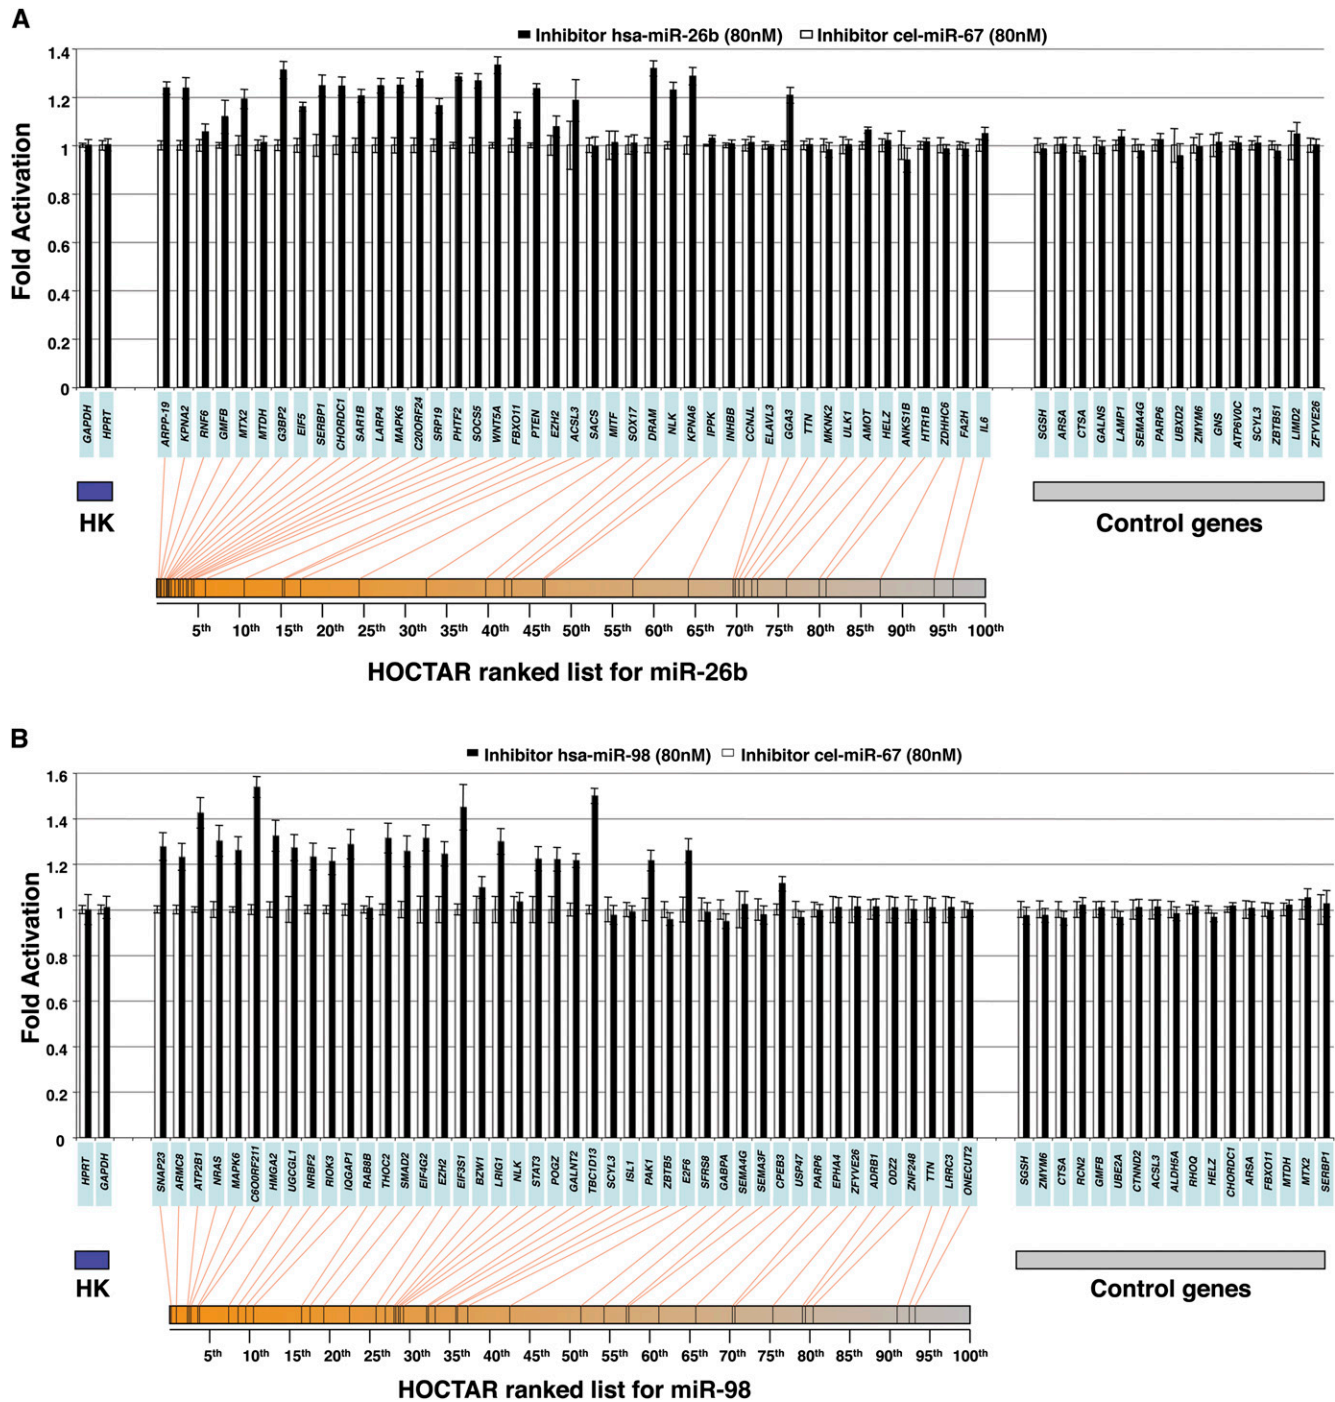 A
Inhibitor hsa-miR-26b (80nM) Inhibitor cel-miR-67 (80nM)
Fold Activation
1.4
1.2
1
0.8
0.6
0.4
0.2
0
GAPDH HPRT ARPP-19 KPNA2 RNF6 GMFB MTX2 MTDH G3BP2 EIF5 SERBP1 CHORDC1 SAR1B LARP4 MAPK6 C20ORF24 SRP19 PHTF2 SOCS5 WNT5A FBXO11 PTEN EZH2 ACSL3 SACS MITF SOX17 DRAM NLK KPNA6 IPPK INHBB CCNJL ELAVL3 GGA3 TTN MKNK2 ULK1 AMOT HELZ ANKS1B HTR1B ZDHHC6 FA2H IL6 SGSH ARSA CTSA GALNS LAMP1 SEMA4G PARP6 UBXD2 ZMYM6 GNS ATP6V0C SCYL3 ZBTB51 LIMD2 ZFYVE26
HK
Control genes
5th 10th 15th 20th 25th 30th 35th 40th 45th 50th 55th 60th 65th 70th 75th 80th 85th 90th 95th 100th
HOCTAR ranked list for miR-26b
B
Inhibitor hsa-miR-98 (80nM) Inhibitor cel-miR-67 (80nM)
Fold Activation
1.6
1.4
1.2
1
0.8
0.6
0.4
0.2
0
HPRT GAPDH SNAP23 ARMC8 ATP2B1 NRAS MAPK6 C6O0RF211 HMGA2 UGCGL1 NRBF2 RIOK3 IQGAP1 RAB8B THOC2 SMAD2 EIF4G2 EZH2 EIF3S1 BZW1 LRIG1 NLK STAT3 POGZ GALNT2 TBC1D13 SCYL3 ISL1 PAK1 ZBTB5 E2F6 SFRS8 GABPA SEMA4G SEMA3F CPEB3 USP47 PARP6 EPHA4 ZFYVE26 ADRB1 ODZ2 ZNF248 TTN LRRC3 ONECUT2 SGSH ZMYM6 CTSA RCN2 GMFB UBE2A CTNND2 ACSL3 ALDH5A RHOQ HELZ CHORDC1 ARSA FBXO11 MTDH MTX2 SERBP1
HK
Control genes
5th 10th 15th 20th 25th 30th 35th 40th 45th 50th 55th 60th 65th 70th 75th 80th 85th 90th 95th 100th
HOCTAR ranked list for miR-98